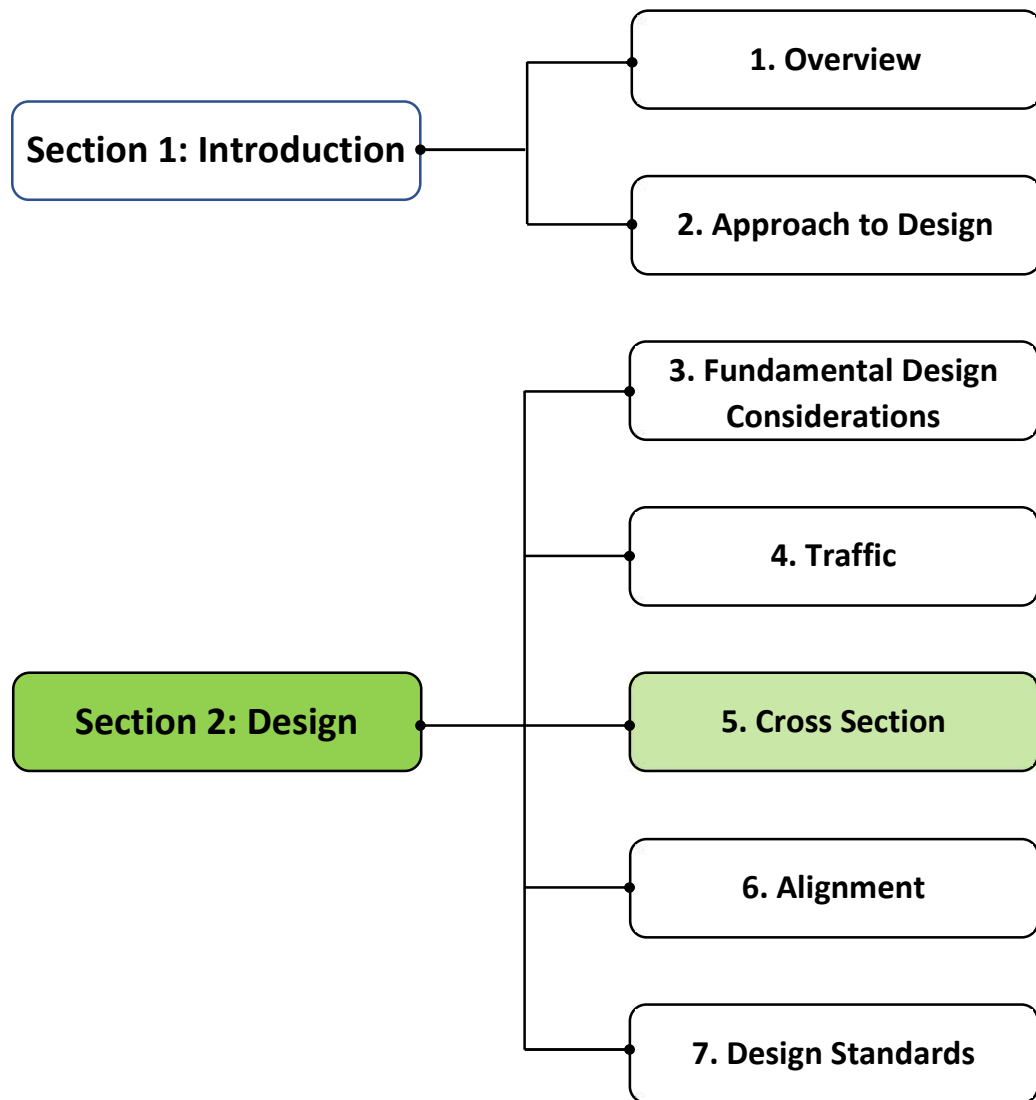 1. Overview
Section 1: Introduction
2. Approach to Design
3. Fundamental Design
Considerations
4. Traffic
Section 2: Design
5. Cross Section
6. Alignment
7. Design Standards